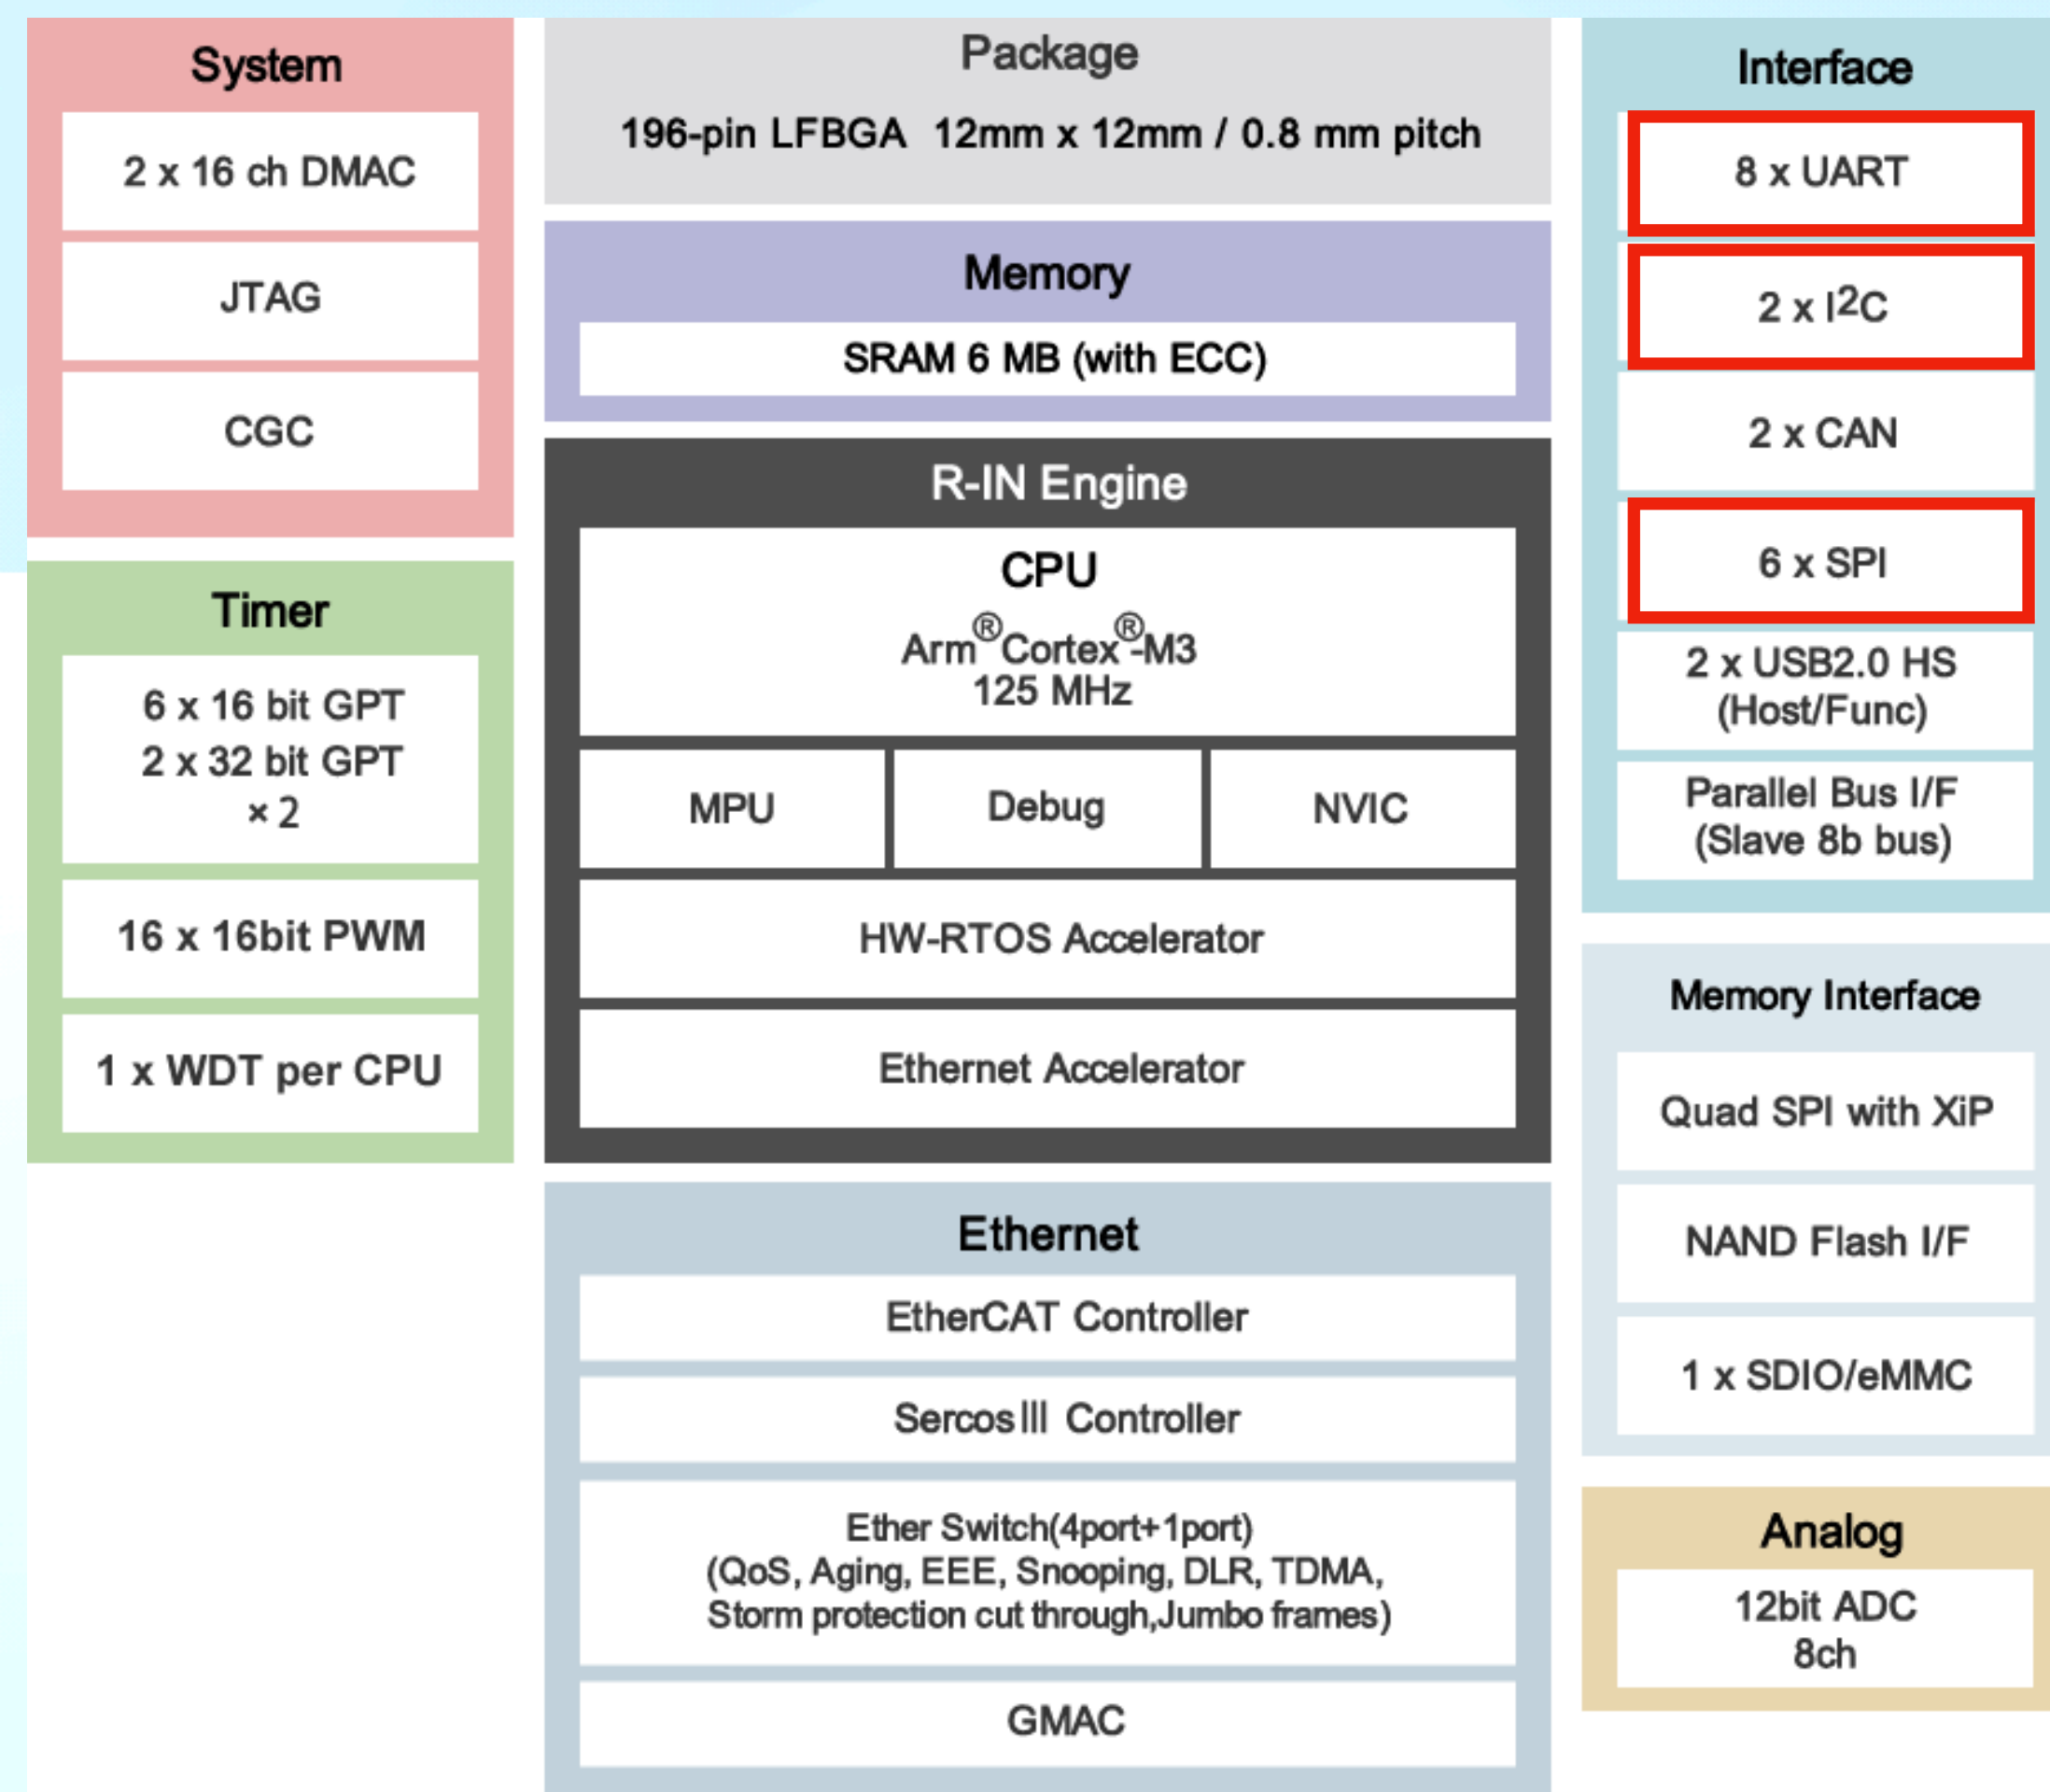 System
2 x 16 ch DMAC
JTAG
CGC
Timer
6 x 16 bit GPT
2 x 32 bit GPT
× 2
16 x 16bit PWM
1 x WDT per CPU
Package
196-pin LFBGA 12mm x 12mm / 0.8 mm pitch
Memory
SRAM 6 MB (with ECC)
R-IN Engine
CPU
Arm®Cortex®-M3
125 MHz
MPU
Debug
NVIC
HW-RTOS Accelerator
Ethernet Accelerator
Ethernet
EtherCAT Controller
SercosIII Controller
Ether Switch(4port+1port)
(QoS, Aging, EEE, Snooping, DLR, TDMA,
Storm protection cut through,Jumbo frames)
GMAC
Interface
8 x UART
2 x I²C
2 x CAN
6 x SPI
2 x USB2.0 HS
(Host/Func)
Parallel Bus I/F
(Slave 8b bus)
Memory Interface
Quad SPI with XiP
NAND Flash I/F
1 x SDIO/eMMC
Analog
12bit ADC
8ch